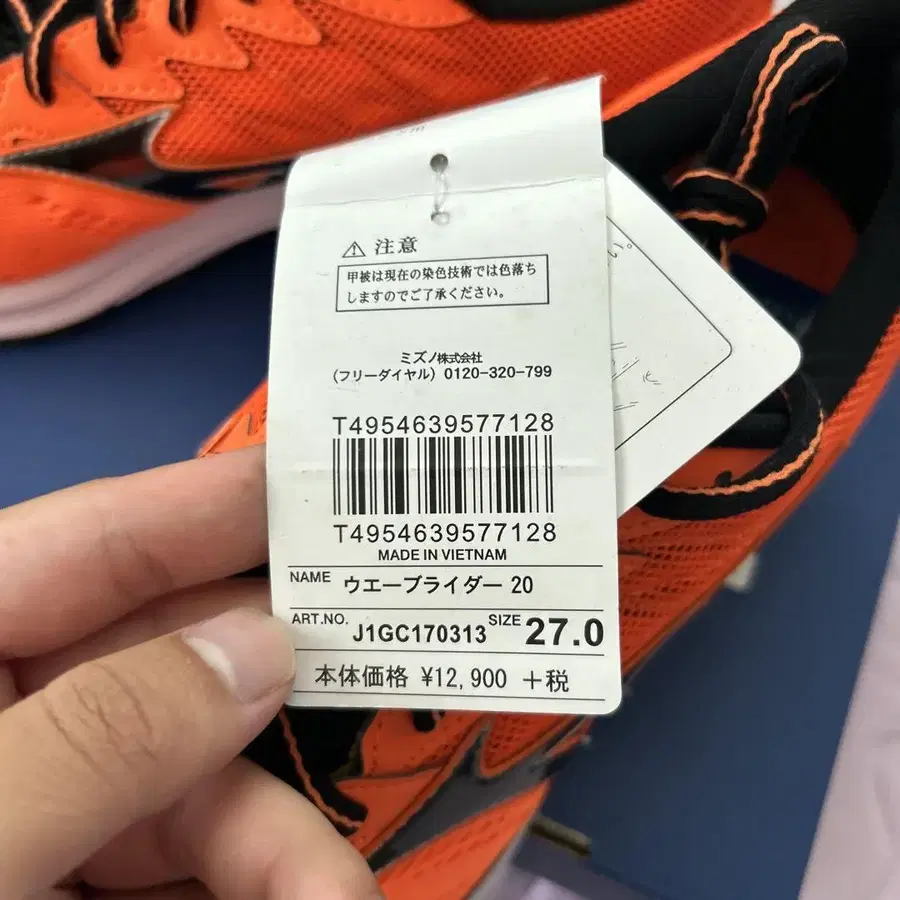 ⚠ 注意
甲被は現在の染色技術では色落ち
しますのでご了承ください。
ミズノ株式会社
(フリーダイヤル) 0120-320-799
T4954639577128
T4954639577128
MADE IN VIETNAM
NAME ウエーブライダー 20
ART.NO. J1GC170313 SIZE 27.0
本体価格 ¥12,900 +税